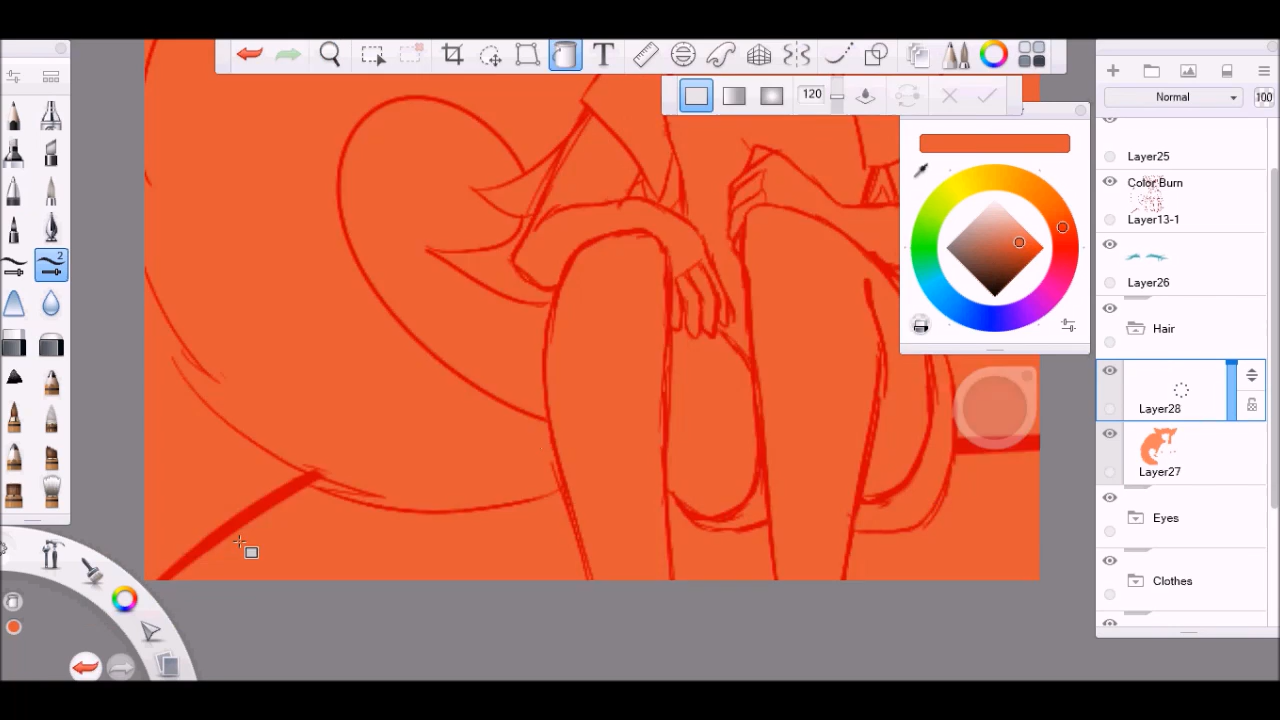 T
120
Normal
100
Layer25
Color Burn
Layer13-1
Layer26
Hair
Layer28
Layer27
Eyes
Clothes
2